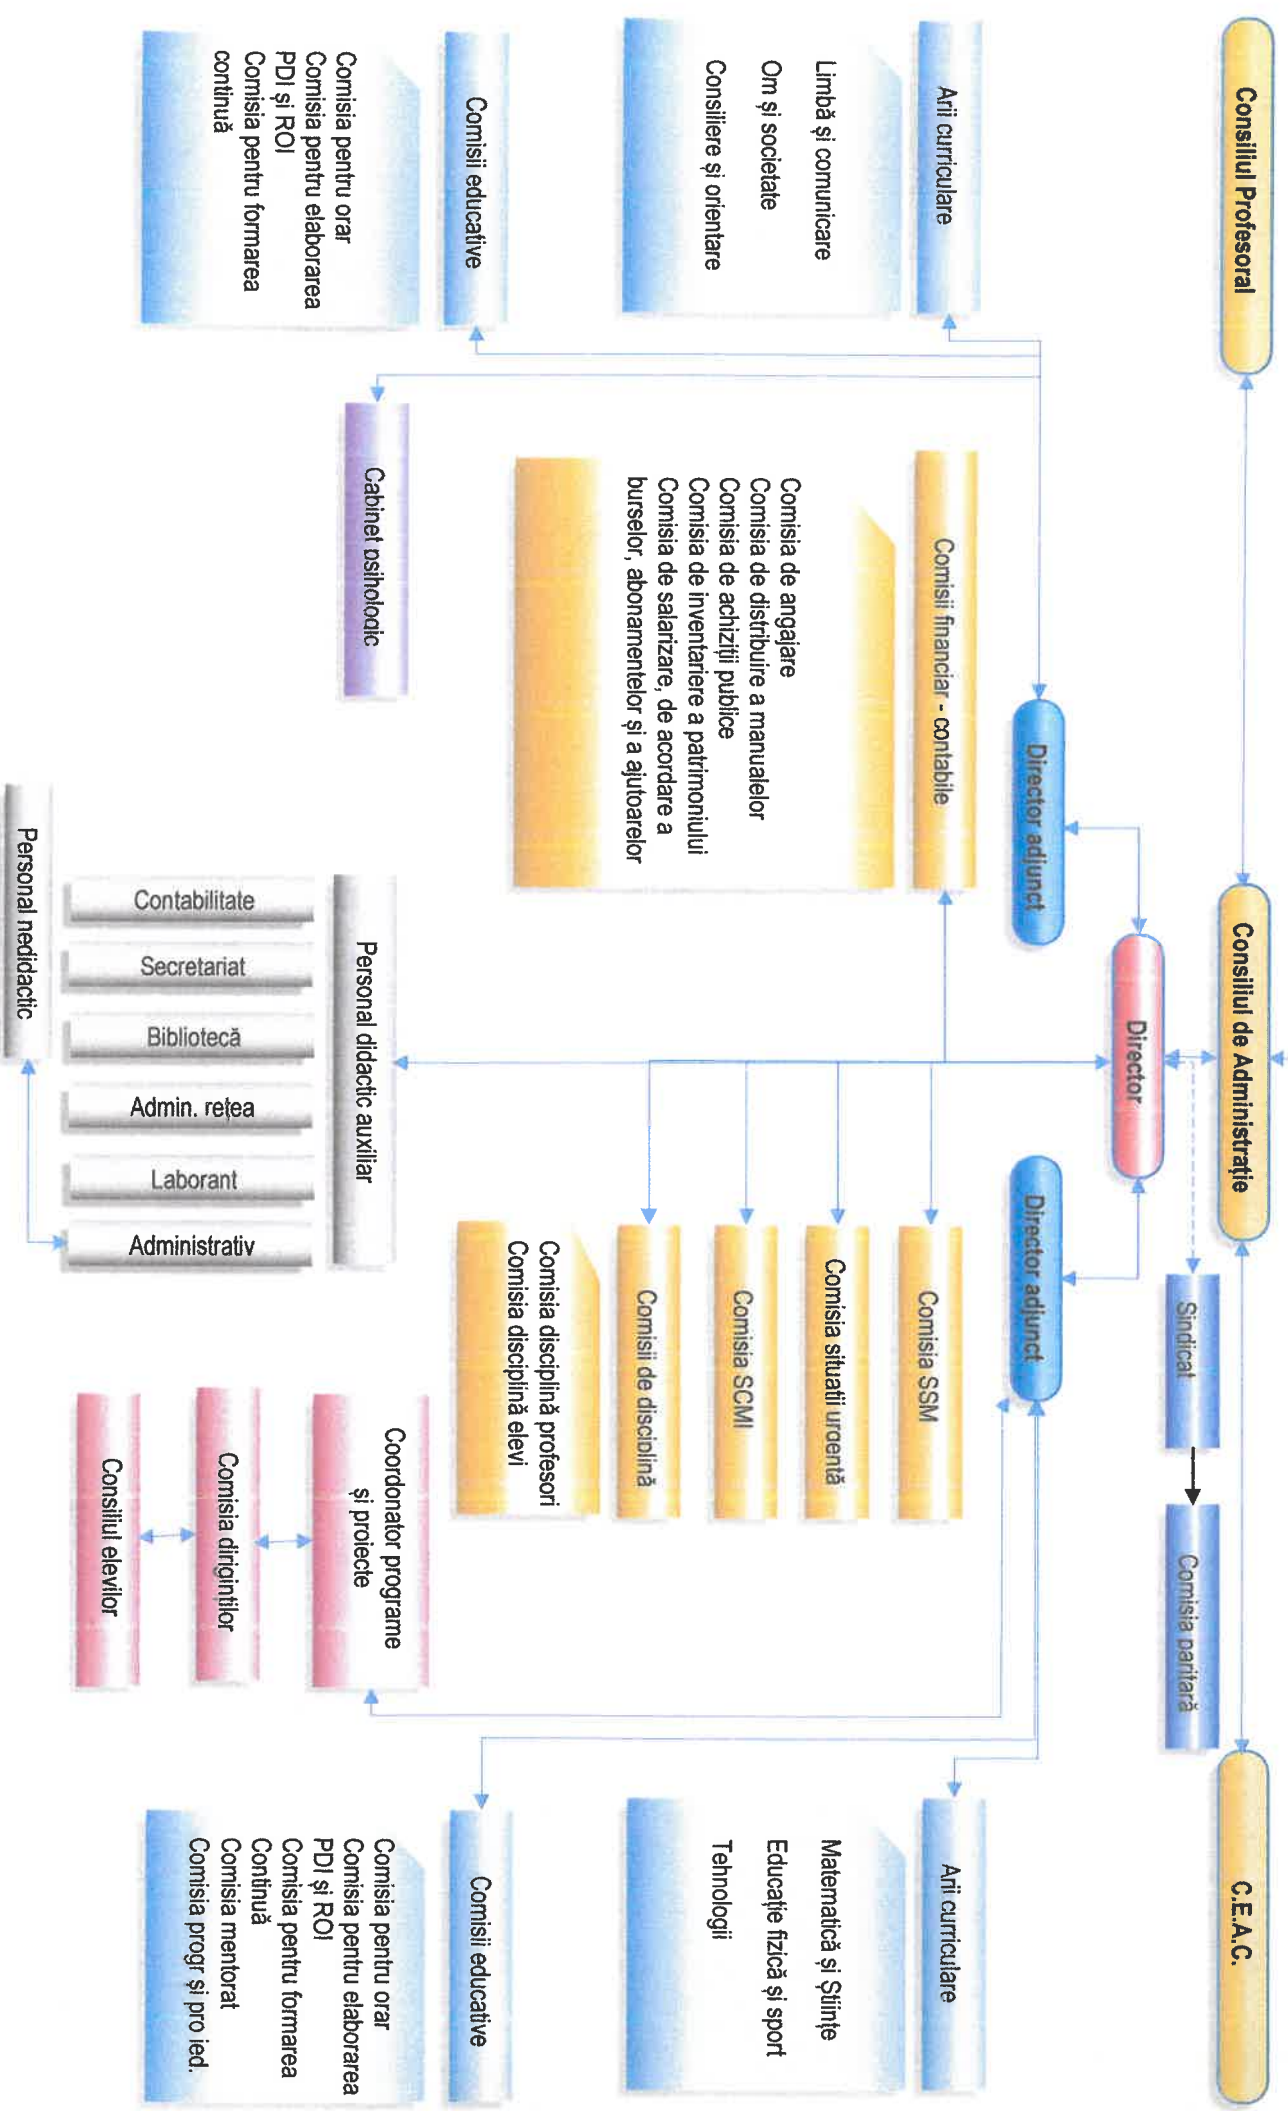 Consiliul Profesoral
Consiliul de Administrație
C.E.A.C.
Director
Sindicat
Comisia paritară
Director adjunct
Director adjunct
Arii curriculare
Limbă și comunicare
Om și societate
Consiliere și orientare
Comisii educative
Comisia pentru orar
Comisia pentru elaborarea
PDI și ROI
Comisia pentru formarea
continuă
Cabinet psihologic
Comisii financiar - contabile
Comisia de angajare
Comisia de distribuire a manualelor
Comisia de achiziții publice
Comisia de inventariere a patrimoniului
Comisia de salarizare, de acordare a
burselor, abonamentelor și a ajutoarelor
Comisia SSM
Comisia situatii urgentă
Comisia SCMI
Comisii de disciplină
Comisia disciplină profesori
Comisia disciplină elevi
Personal didactic auxiliar
Contabilitate
Secretariat
Bibliotecă
Admin. rețea
Laborant
Administrativ
Personal nedidactic
Coordonator programe
și proiecte
Comisia diriginților
Consiliul elevilor
Arii curriculare
Matematică și Științe
Educație fizică și sport
Tehnologii
Comisii educative
Comisia pentru orar
Comisia pentru elaborarea
PDI și ROI
Comisia pentru formarea
Continuă
Comisia mentorat
Comisia progr și pro ied.